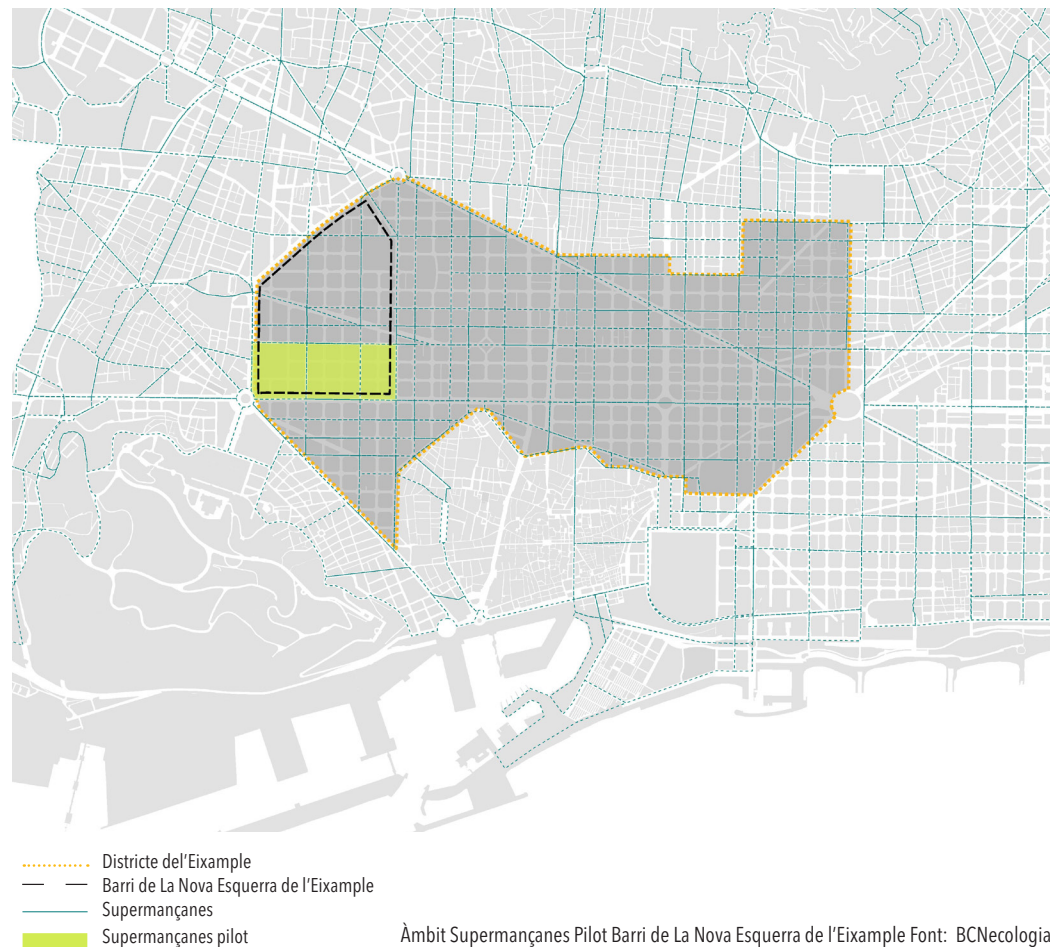 Districte del'Eixample
Barri de La Nova Esquerra de l'Eixample
Supermançanes
Supermançanes pilot
Àmbit Supermançanes Pilot Barri de La Nova Esquerra de l'Eixample Font: BCNecologia